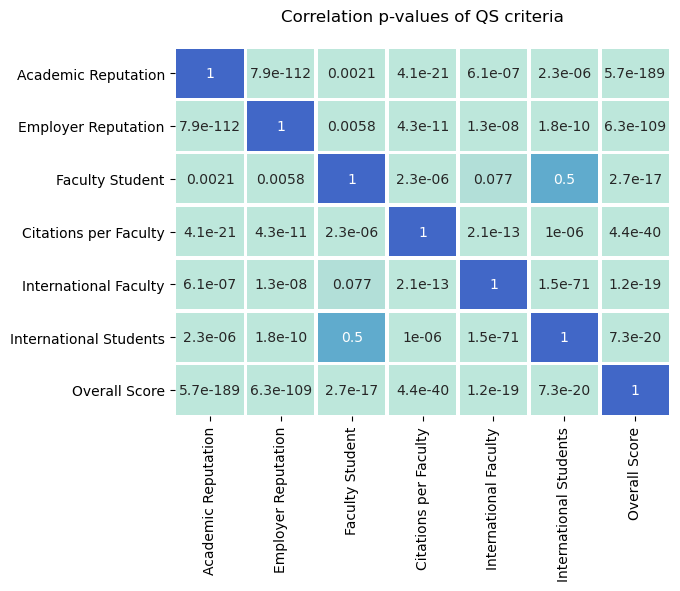 Correlation p-values of QS criteria
Academic Reputation 1 7.9e-112 0.0021 4.1e-21 6.1e-07 2.3e-06 5.7e-189
Employer Reputation 7.9e-112 1 0.0058 4.3e-11 1.3e-08 1.8e-10 6.3e-109
Faculty Student 0.0021 0.0058 1 2.3e-06 0.077 0.5 2.7e-17
Citations per Faculty 4.1e-21 4.3e-11 2.3e-06 1 2.1e-13 1e-06 4.4e-40
International Faculty 6.1e-07 1.3e-08 0.077 2.1e-13 1 1.5e-71 1.2e-19
International Students 2.3e-06 1.8e-10 0.5 1e-06 1.5e-71 1 7.3e-20
Overall Score 5.7e-189 6.3e-109 2.7e-17 4.4e-40 1.2e-19 7.3e-20 1
Academic Reputation
Employer Reputation
Faculty Student
Citations per Faculty
International Faculty
International Students
Overall Score